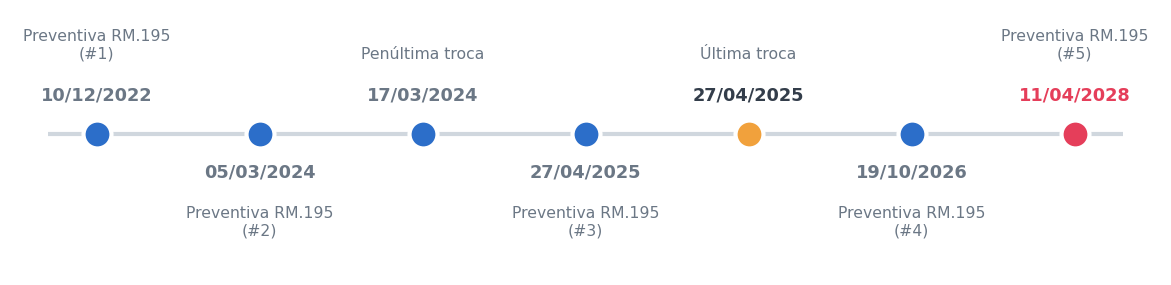 Preventiva RM.195
(#1)
10/12/2022
05/03/2024
Preventiva RM.195
(#2)
Penúltima troca
17/03/2024
27/04/2025
Preventiva RM.195
(#3)
Última troca
27/04/2025
19/10/2026
Preventiva RM.195
(#4)
Preventiva RM.195
(#5)
11/04/2028